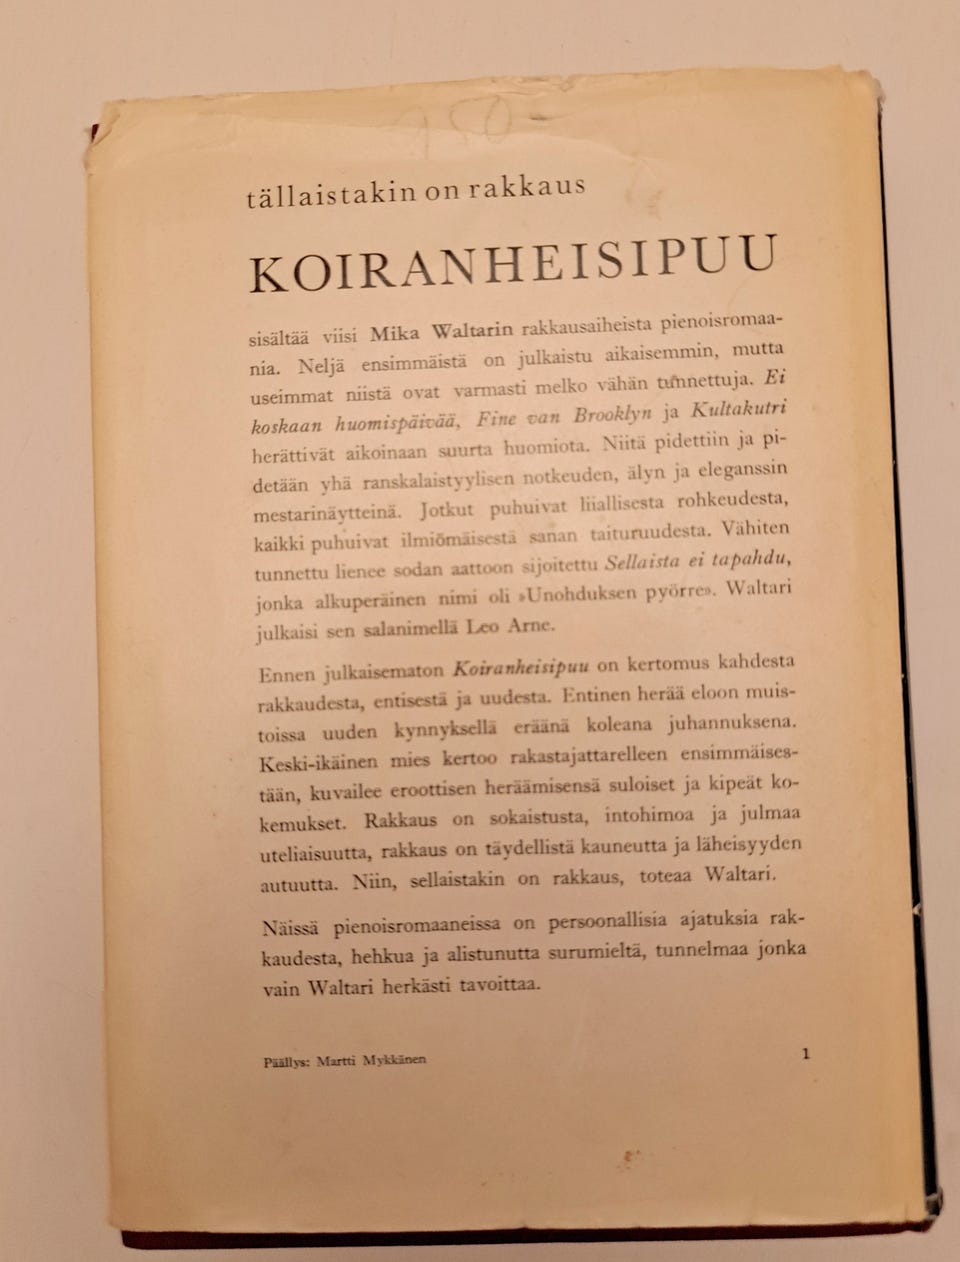 tällaistakin on rakkaus
KOIRANHEISIPUU
sisältää viisi Mika Waltarin rakkausaiheista pienoisromaa-
nia. Neljä ensimmäistä on julkaistu aikaisemmin, mutta
useimmat niistä ovat varmasti melko vähän tunnettuja. Ei
koskaan huomispäivää, Fine van Brooklyn ja Kultakutri
herättivät aikoinaan suurta huomiota. Niitä pidettiin ja pi-
detään yhä ranskalaistyylisen notkeuden, älyn ja eleganssin
mestarinäytteinä. Jotkut puhuivat liiallisesta rohkeudesta,
kaikki puhuivat ilmiömäisestä sanan taituruudesta. Vähiten
tunnettu lienee sodan aattoon sijoitettu Sellaista ei tapahdu,
jonka alkuperäinen nimi oli »Unohduksen pyörre». Waltari
julkaisi sen salanimellä Leo Arne.
Ennen julkaisematon Koiranheisipuu on kertomus kahdesta
rakkaudesta, entisestä ja uudesta. Entinen herää eloon muis-
toissa uuden kynnyksellä eräänä koleana juhannuksena.
Keski-ikäinen mies kertoo rakastajattarelleen ensimmäises-
tään, kuvailee eroottisen heräämisensä suloiset ja kipeät ko-
kemukset. Rakkaus on sokaistusta, intohimoa ja julmaa
uteliaisuutta, rakkaus on täydellistä kauneutta ja läheisyyden
autuutta. Niin, sellaistakin on rakkaus, toteaa Waltari.
Näissä pienoisromaaneissa on persoonallisia ajatuksia rak-
kaudesta, hehkua ja alistunutta surumieltä, tunnelmaa jonka
vain Waltari herkästi tavoittaa.
Päällys: Martti Mykkänen
1